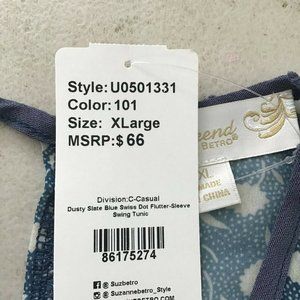 Style: U0501331
Color: 101
Size: XLarge
MSRP:$ 66
Division:C-Casual
Dusty Slate Blue Swiss Dot Flutter-Sleeve
Swing Tunic
86175274
@Suzbetro
@Suzannebetro_Style
BETRO
XL
MADE
CHINA